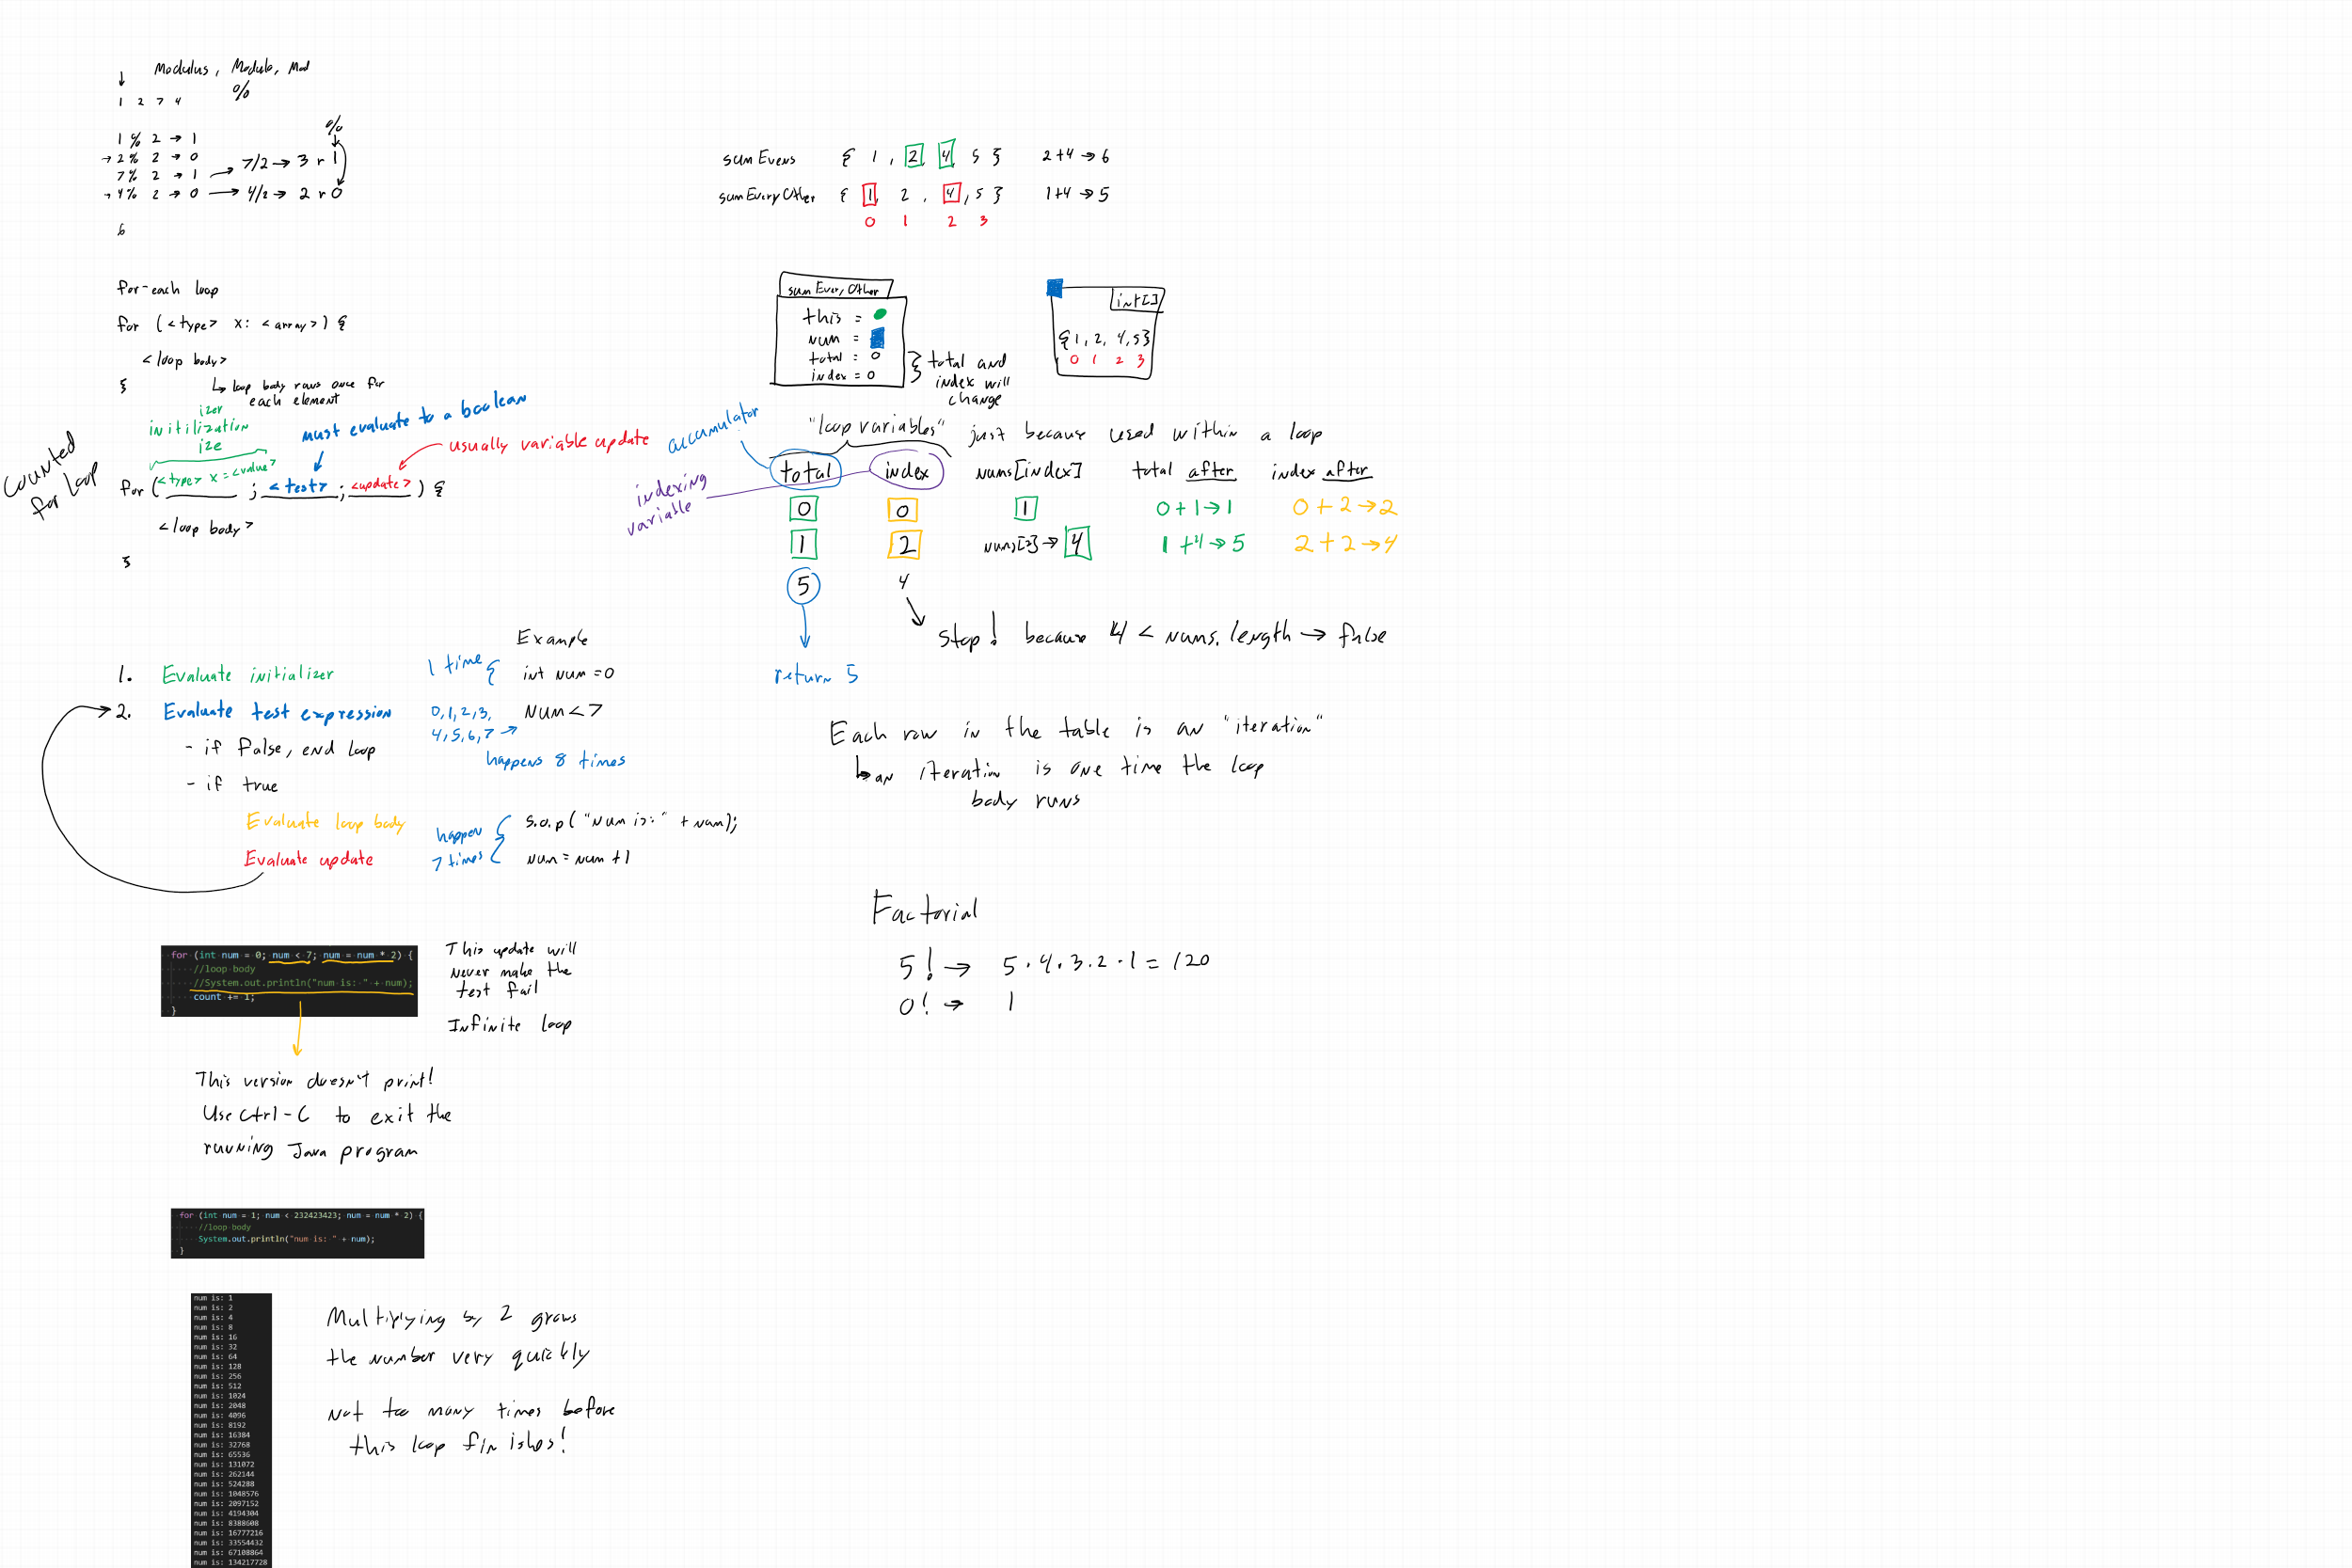 Modulus, Modulo, Mod
%
1 2 7 4
%
1 % 2 → 1
→ 2 % 2 → 0
7 % 2 → 1 → 7/2 → 3 r 1
→ 4 % 2 → 0 → 4/2 → 2 r 0
6
for-each loop
for (<type> x: <array>) {
<loop body>
}
↳ loop body runs once for
each element
izer
initilization
ize
must evaluate to a boolean
usually variable update
counted
for loop
<type> x = <value>
for ( ; <test> ; <update> ) {
<loop body>
}
Example
1. Evaluate initializer 1 time { int num = 0
2. Evaluate test expression 0, 1, 2, 3, num < 7
4, 5, 6, 7 →
- if false, end loop
happens 8 times
- if true
Evaluate loop body happen { s.o.p("Num is:" + num);
Evaluate update 7 times num = num + 1
for (int num = 0; num < 7; num = num * 2) {
//loop body
//System.out.println("num is: " + num);
count += 1;
}
This update will
never make the
test fail
Infinite loop
This version doesn't print!
Use ctrl-C to exit the
running Java program
for (int num = 1; num < 232423423; num = num * 2) {
//loop body
System.out.println("num is: " + num);
}
num is: 1
num is: 2
num is: 4
num is: 8
num is: 16
num is: 32
num is: 64
num is: 128
num is: 256
num is: 512
num is: 1024
num is: 2048
num is: 4096
num is: 8192
num is: 16384
num is: 32768
num is: 65536
num is: 131072
num is: 262144
num is: 524288
num is: 1048576
num is: 2097152
num is: 4194304
num is: 8388608
num is: 16777216
num is: 33554432
num is: 67108864
num is: 134217728
Multiplying by 2 grows
the number very quickly
Not too many times before
this loop finishes!
sumEvens { 1, 2, 4, 5 } 2+4 → 6
sumEveryOther { 1, 2, 4, 5 } 1+4 → 5
0 1 2 3
sumEveryOther
this =
num =
total = 0
index = 0
} total and
index will
change
int[]
{1, 2, 4, 5}
0 1 2 3
accumulator
"loop variables" just because used within a loop
indexing
variable
total index nums[index] total after index after
0 0 1 0+1→1 0+2→2
1 2 nums[2]→4 1+4→5 2+2→4
5 4
Stop! because 4 < nums.length → false
return 5
Each row in the table is an "iteration"
↳ an iteration is one time the loop
body runs
Factorial
5! → 5·4·3·2·1 = 120
0! → 1